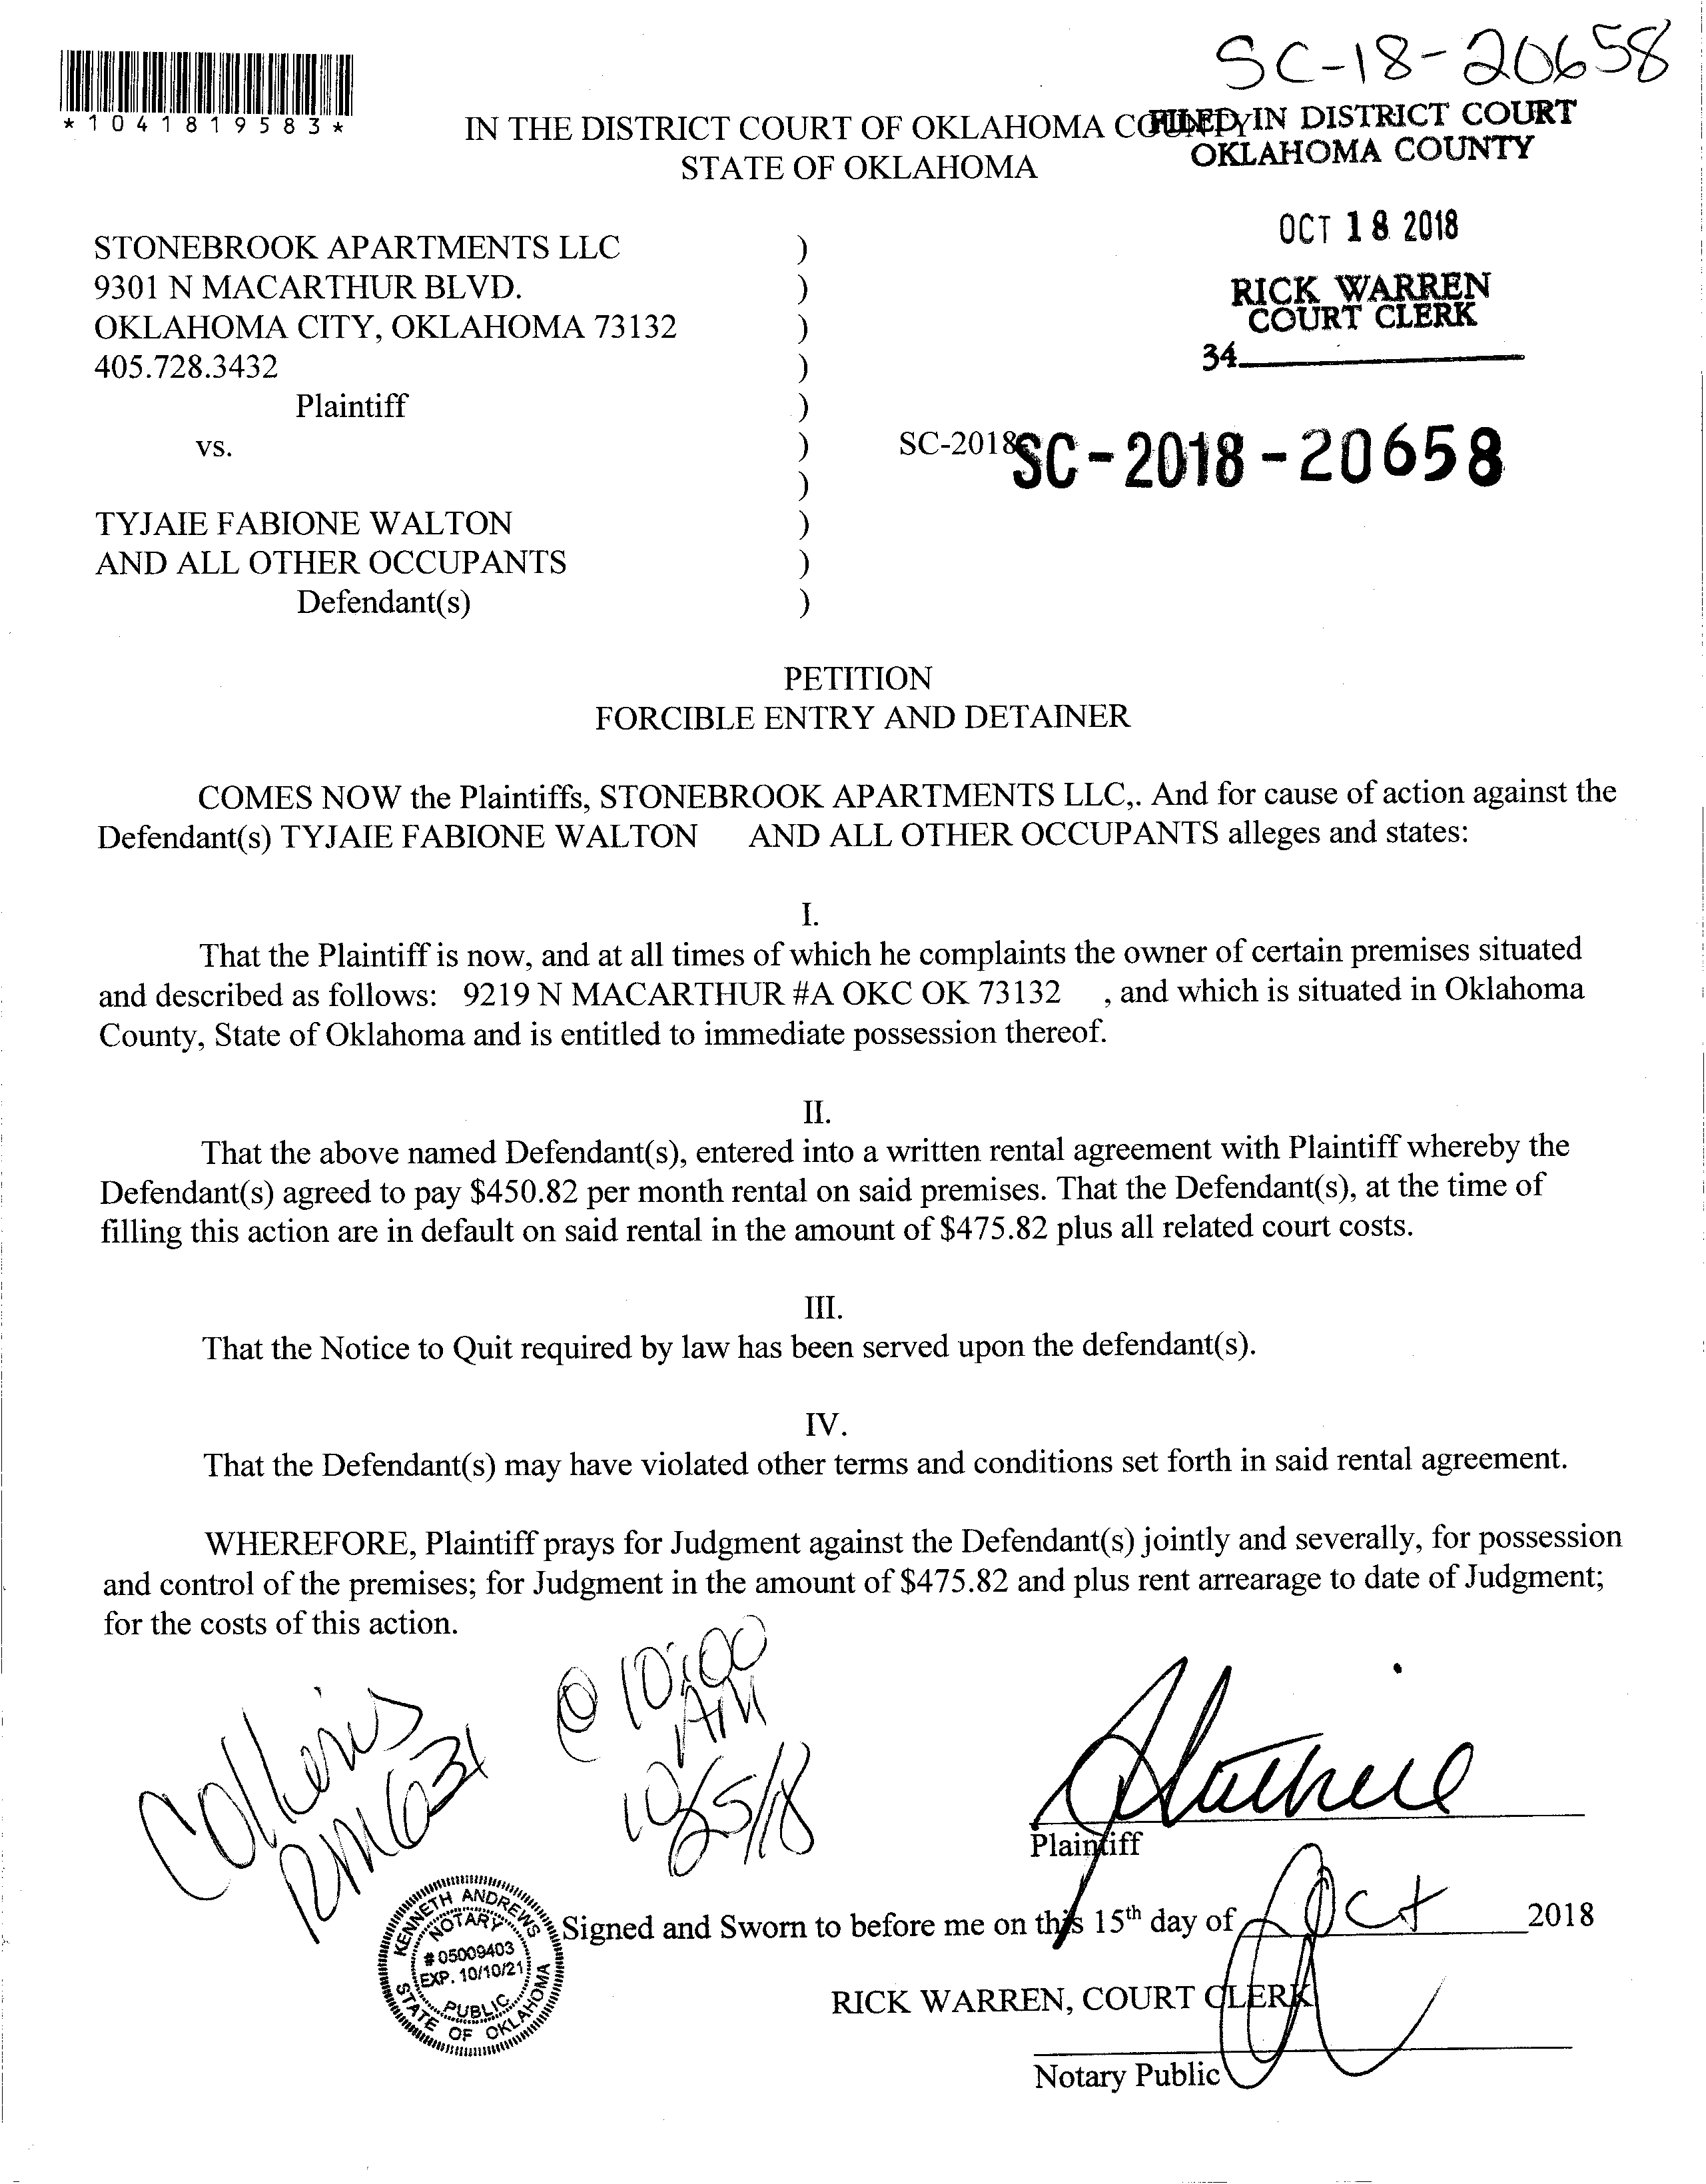 SC-18-20658
*1041819583*
IN THE DISTRICT COURT OF OKLAHOMA COUNTY
STATE OF OKLAHOMA
FILED IN DISTRICT COURT
OKLAHOMA COUNTY
OCT 18 2018
RICK WARREN
COURT CLERK
34
STONEBROOK APARTMENTS LLC )
9301 N MACARTHUR BLVD. )
OKLAHOMA CITY, OKLAHOMA 73132 )
405.728.3432 )
Plaintiff )
vs. ) SC-2018 SC-2018-20658
)
TYJAIE FABIONE WALTON )
AND ALL OTHER OCCUPANTS )
Defendant(s) )
PETITION
FORCIBLE ENTRY AND DETAINER
COMES NOW the Plaintiffs, STONEBROOK APARTMENTS LLC,. And for cause of action against the
Defendant(s) TYJAIE FABIONE WALTON AND ALL OTHER OCCUPANTS alleges and states:
I.
That the Plaintiff is now, and at all times of which he complaints the owner of certain premises situated
and described as follows: 9219 N MACARTHUR #A OKC OK 73132 , and which is situated in Oklahoma
County, State of Oklahoma and is entitled to immediate possession thereof.
II.
That the above named Defendant(s), entered into a written rental agreement with Plaintiff whereby the
Defendant(s) agreed to pay $450.82 per month rental on said premises. That the Defendant(s), at the time of
filling this action are in default on said rental in the amount of $475.82 plus all related court costs.
III.
That the Notice to Quit required by law has been served upon the defendant(s).
IV.
That the Defendant(s) may have violated other terms and conditions set forth in said rental agreement.
WHEREFORE, Plaintiff prays for Judgment against the Defendant(s) jointly and severally, for possession
and control of the premises; for Judgment in the amount of $475.82 and plus rent arrearage to date of Judgment;
for the costs of this action.
Collins
RM 631
@ 10:00
AM
10/25/18
Plaintiff
KENNETH ANDREWS
NOTARY
#05009403
EXP. 10/10/21
PUBLIC
STATE OF OKLAHOMA
Signed and Sworn to before me on this 15th day of Oct 2018
RICK WARREN, COURT CLERK
Notary Public